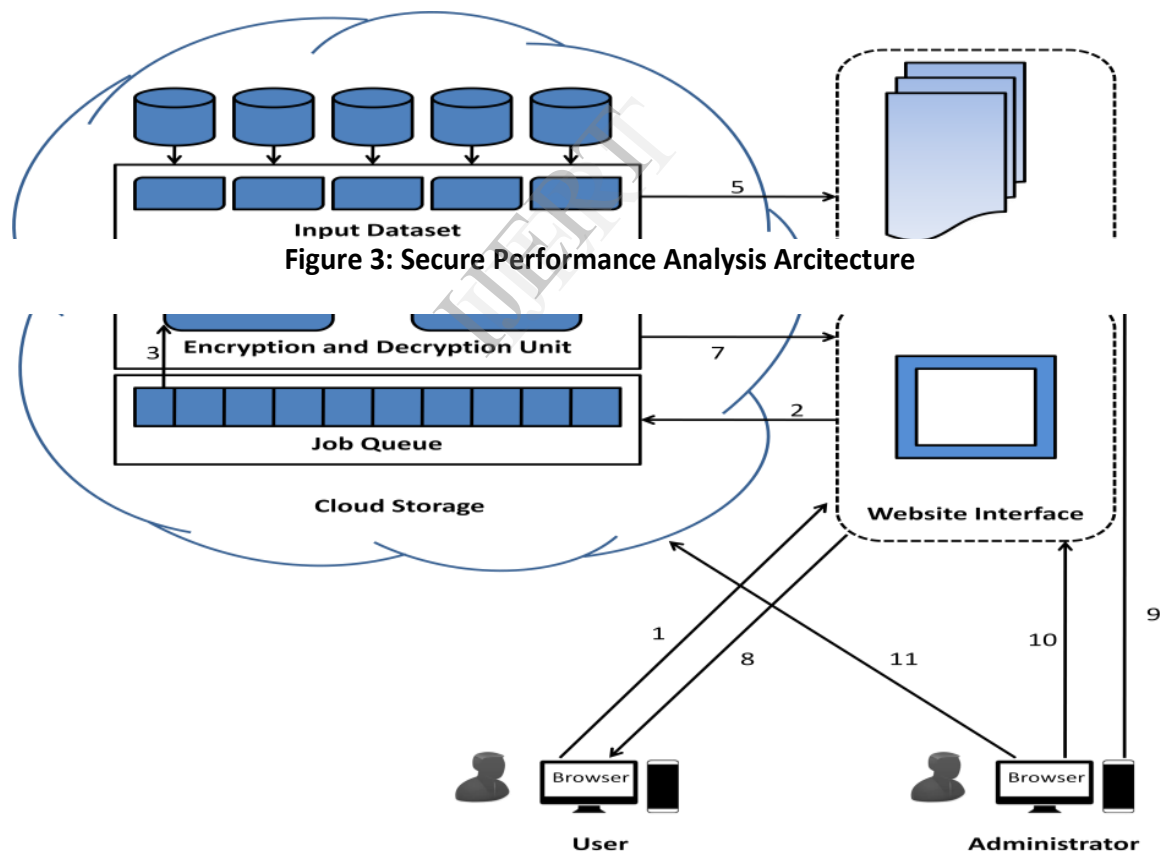 5
Input Dataset
IJERT
Figure 3: Secure Performance Analysis Arcitecture
3
Encryption and Decryption Unit
7
2
Job Queue
Cloud Storage
Website Interface
1
8
11
10
9
Browser
Browser
User
Administrator